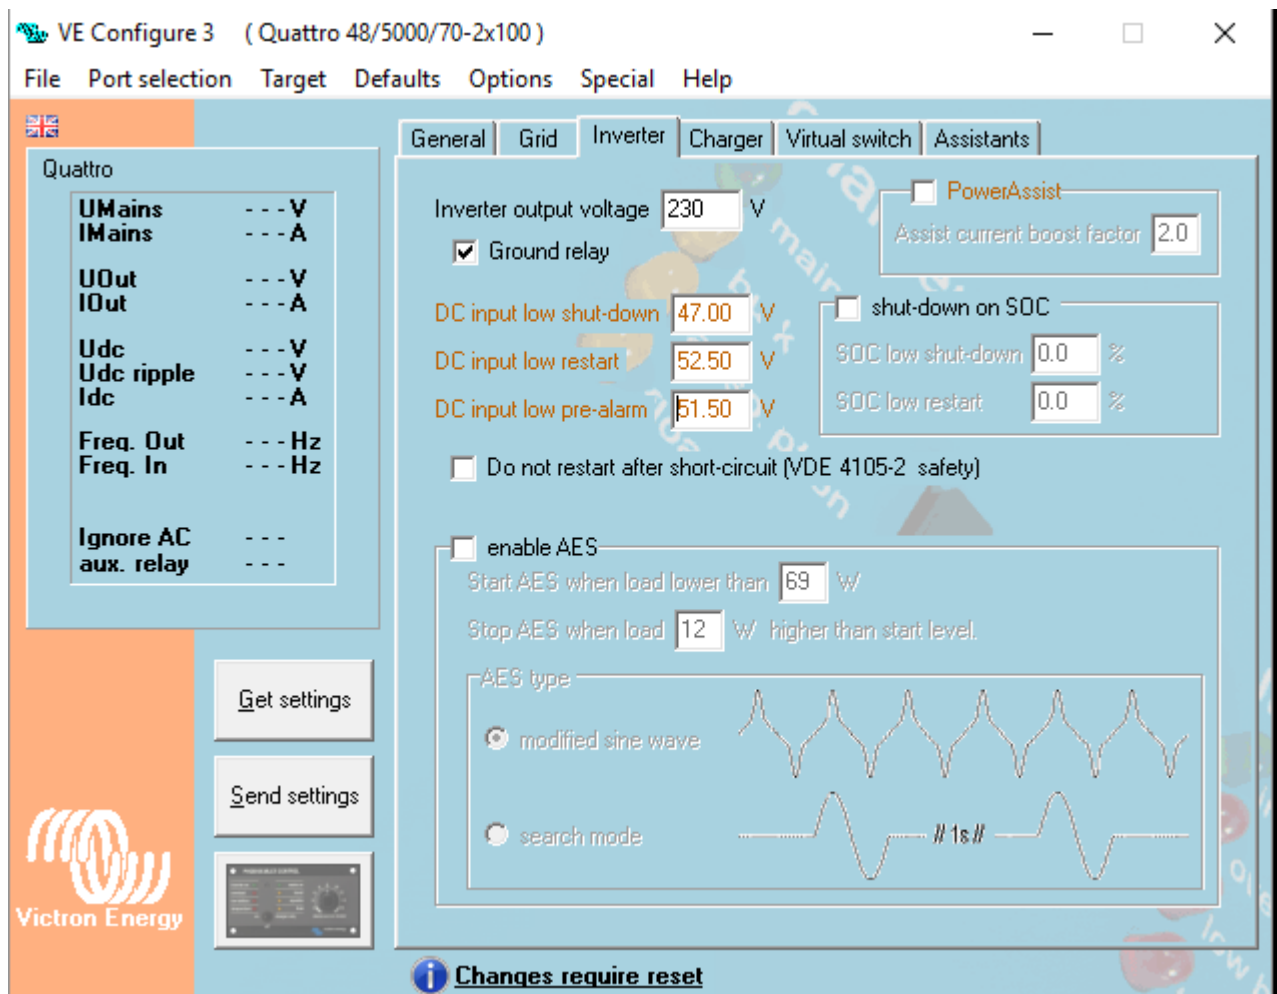 VE Configure 3 ( Quattro 48/5000/70-2x100 )
File Port selection Target Defaults Options Special Help
General Grid Inverter Charger Virtual switch Assistants
Quattro
UMains - - - V
IMains - - - A
UOut - - - V
IOut - - - A
Udc - - - V
Udc ripple - - - V
Idc - - - A
Freq. Out - - - Hz
Freq. In - - - Hz
Ignore AC - - -
aux. relay - - -
Get settings
Send settings
Victron Energy
Inverter output voltage 230 V
Ground relay
PowerAssist
Assist current boost factor 2.0
DC input low shut-down 47.00 V
DC input low restart 52.50 V
DC input low pre-alarm 51.50 V
shut-down on SOC
SOC low shut-down 0.0 %
SOC low restart 0.0 %
Do not restart after short-circuit (VDE 4105-2 safety)
enable AES
Start AES when load lower than 69 W
Stop AES when load 12 W higher than start level.
AES type
modified sine wave
search mode
// 1s //
Changes require reset